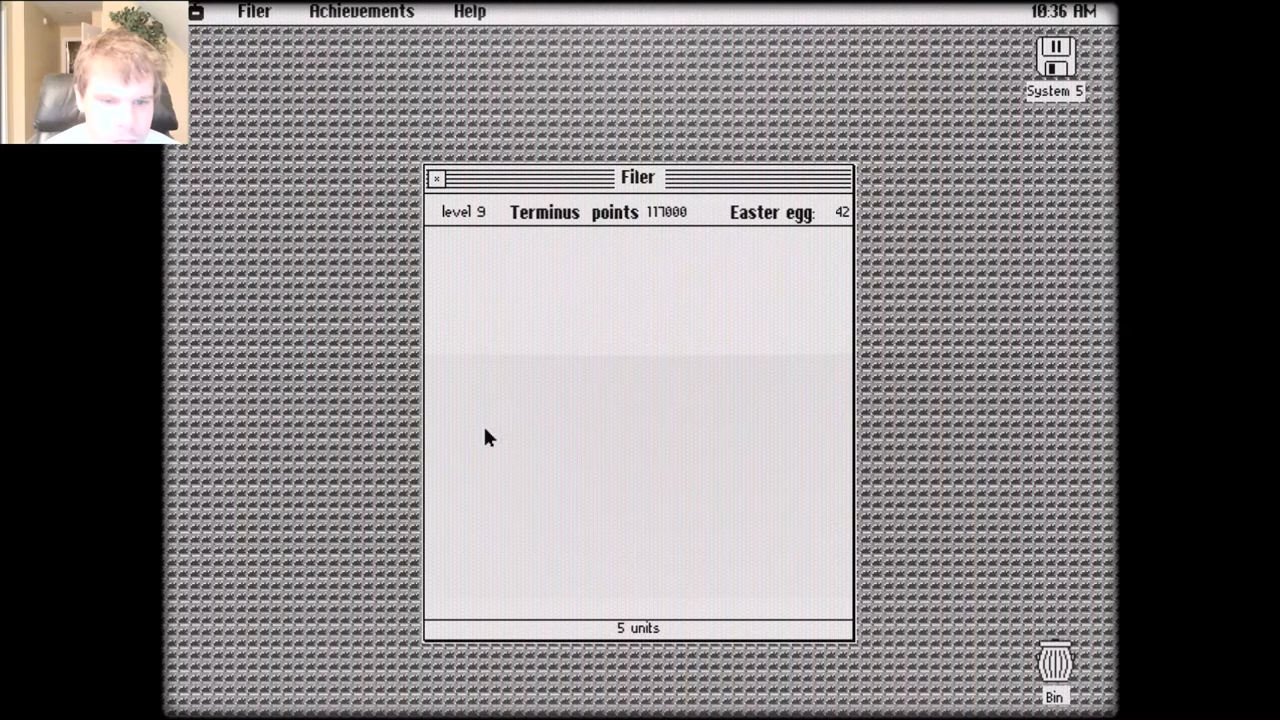 Filer Achievements Help 10:36 AM
System 5
Filer
level 9 Terminus points 117000 Easter egg: 42
5 units
Bin